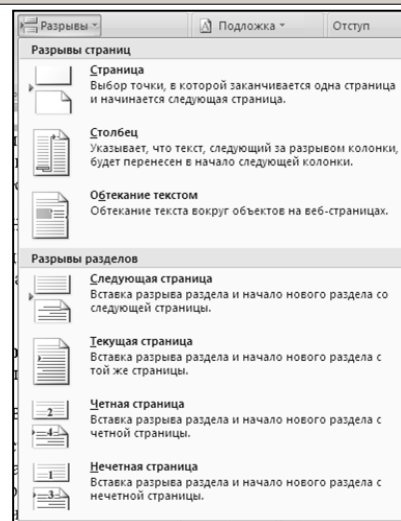 Разрывы Подложка Отступ
Разрывы страниц
Страница
Выбор точки, в которой заканчивается одна страница
и начинается следующая страница.
Столбец
Указывает, что текст, следующий за разрывом колонки,
будет перенесен в начало следующей колонки.
Обтекание текстом
Обтекание текста вокруг объектов на веб-страницах.
Разрывы разделов
Следующая страница
Вставка разрыва раздела и начало нового раздела со
следующей страницы.
Текущая страница
Вставка разрыва раздела и начало нового раздела с
той же страницы.
Четная страница
Вставка разрыва раздела и начало нового раздела с
четной страницы.
Нечетная страница
Вставка разрыва раздела и начало нового раздела с
нечетной страницы.
2
4
1
3